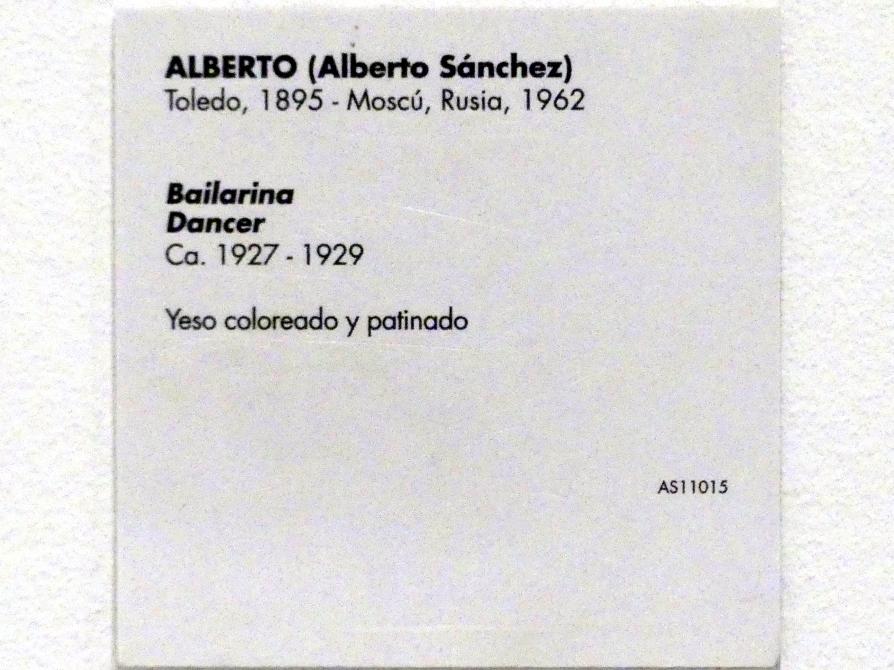 ALBERTO (Alberto Sánchez)
Toledo, 1895 - Moscú, Rusia, 1962
Bailarina
Dancer
Ca. 1927 - 1929
Yeso coloreado y patinado
AS11015